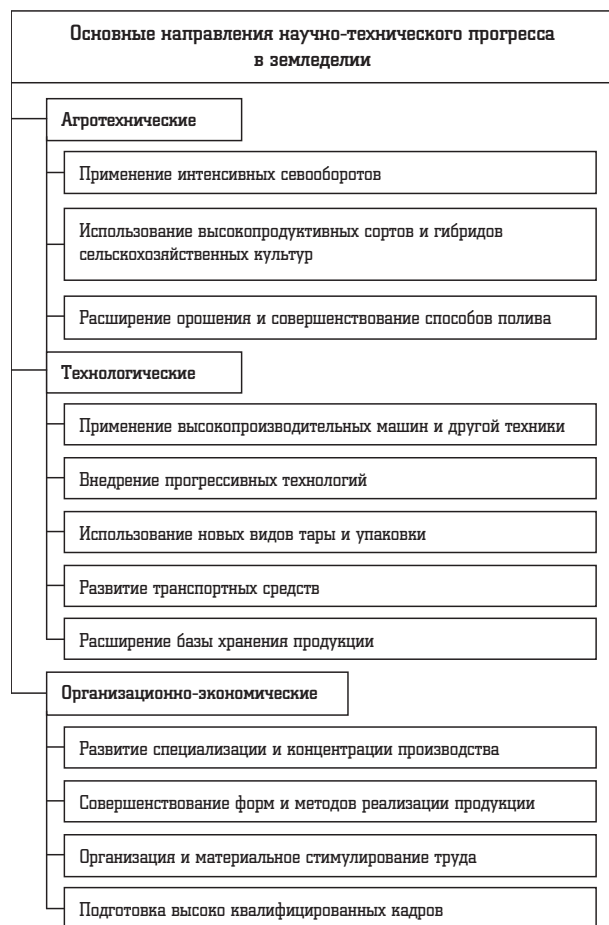 Основные направления научно-технического прогресса
в земледелии
Агротехнические
Применение интенсивных севооборотов
Использование высокопродуктивных сортов и гибридов
сельскохозяйственных культур
Расширение орошения и совершенствование способов полива
Технологические
Применение высокопроизводительных машин и другой техники
Внедрение прогрессивных технологий
Использование новых видов тары и упаковки
Развитие транспортных средств
Расширение базы хранения продукции
Организационно-экономические
Развитие специализации и концентрации производства
Совершенствование форм и методов реализации продукции
Организация и материальное стимулирование труда
Подготовка высоко квалифицированных кадров